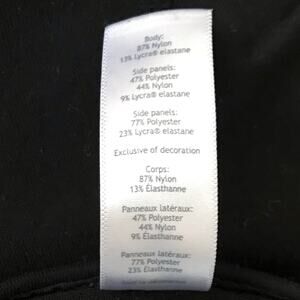 Body:
87% Nylon
13% Lycra® elastane
Side panels:
47% Polyester
44% Nylon
9% Lycra® elastane
Side panels:
77% Polyester
23% Lycra® elastane
Exclusive of decoration
Corps:
87% Nylon
13% Élasthanne
Panneaux latéraux:
47% Polyester
44% Nylon
9% Élasthanne
Panneaux latéraux:
77% Polyester
23% Élasthanne